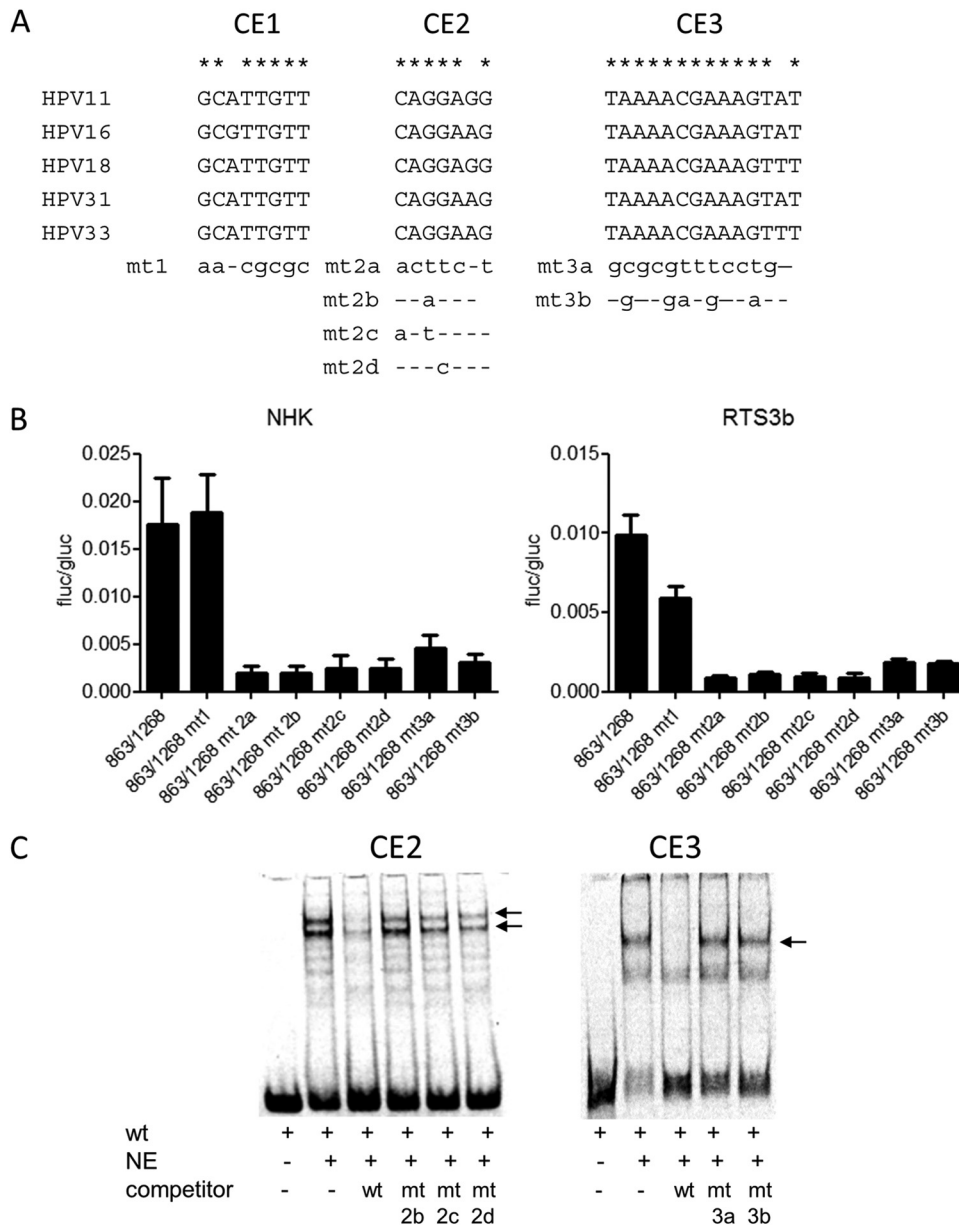 A
CE1 CE2 CE3
** ***** ***** * ************ *
HPV11 GCATTGTT CAGGAGG TAAAACGAAAGTAT
HPV16 GCGTTGTT CAGGAAG TAAAACGAAAGTAT
HPV18 GCATTGTT CAGGAGG TAAAACGAAAGTTT
HPV31 GCATTGTT CAGGAAG TAAAACGAAAGTAT
HPV33 GCATTGTT CAGGAAG TAAAACGAAAGTTT
mt1 aa-cgcgc mt2a acttc-t mt3a gcgcgtttcctg—
mt2b —-a--- mt3b –g—-ga-g—-a--
mt2c a-t----
mt2d ---c---
B
NHK
fluc/gluc
0.025
0.020
0.015
0.010
0.005
0.000
863/1268
863/1268 mt1
863/1268 mt 2a
863/1268 mt 2b
863/1268 mt2c
863/1268 mt2d
863/1268 mt3a
863/1268 mt3b
RTS3b
fluc/gluc
0.015
0.010
0.005
0.000
863/1268
863/1268 mt1
863/1268 mt2a
863/1268 mt2b
863/1268 mt2c
863/1268 mt2d
863/1268 mt3a
863/1268 mt3b
C
CE2 CE3
wt + + + + + + + + + + +
NE - + + + + + - + + + +
competitor - - wt mt 2b mt 2c mt 2d - - wt mt 3a mt 3b